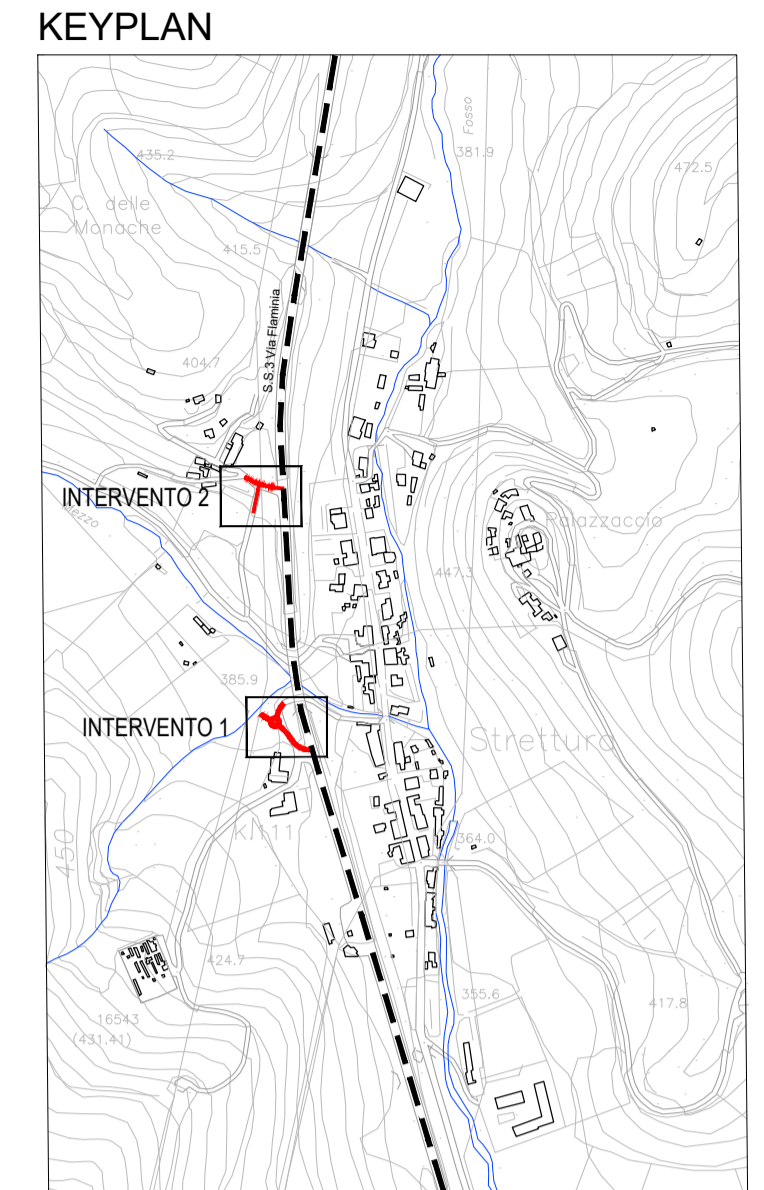 KEYPLAN
Fosso
435.2
381.9
472.5
C. delle
Monache
415.5
S.S.3 Via Flaminia
404.7
INTERVENTO 2
Palazzaccio
447.3
385.9
INTERVENTO 1
Strettura
K.111
450
364.0
424.7
355.6
417.8
16543
(431.41)